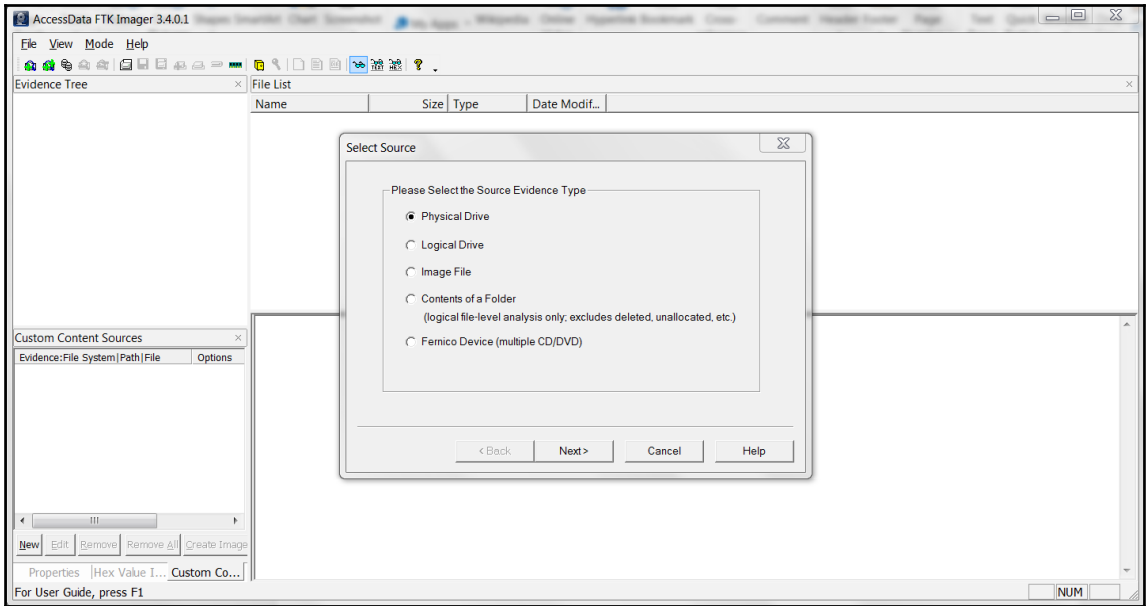 AccessData FTK Imager 3.4.0.1
File View Mode Help
Evidence Tree
File List
Name Size Type Date Modif...
Select Source
Please Select the Source Evidence Type
Physical Drive
Logical Drive
Image File
Contents of a Folder
(logical file-level analysis only; excludes deleted, unallocated, etc.)
Fernico Device (multiple CD/DVD)
<Back Next> Cancel Help
Custom Content Sources
Evidence:File System|Path|File Options
New Edit Remove Remove All Create Image
Properties Hex Value I... Custom Co...
For User Guide, press F1
NUM